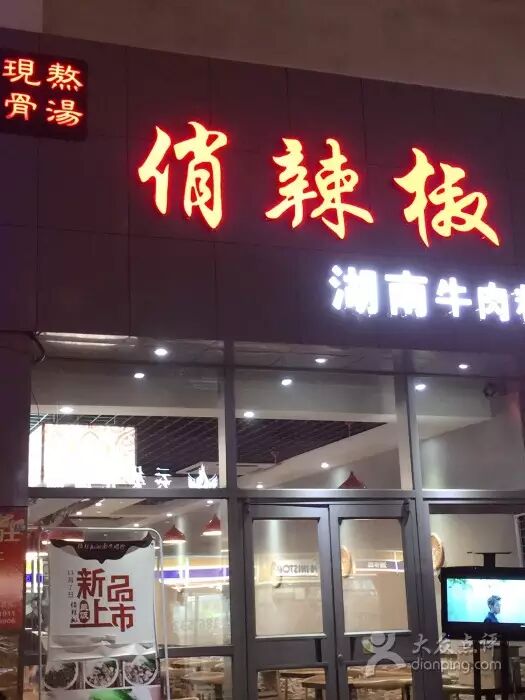 現熬
骨湯
俏辣椒
湖南牛肉
新品
上市
大众点评
dianping.com